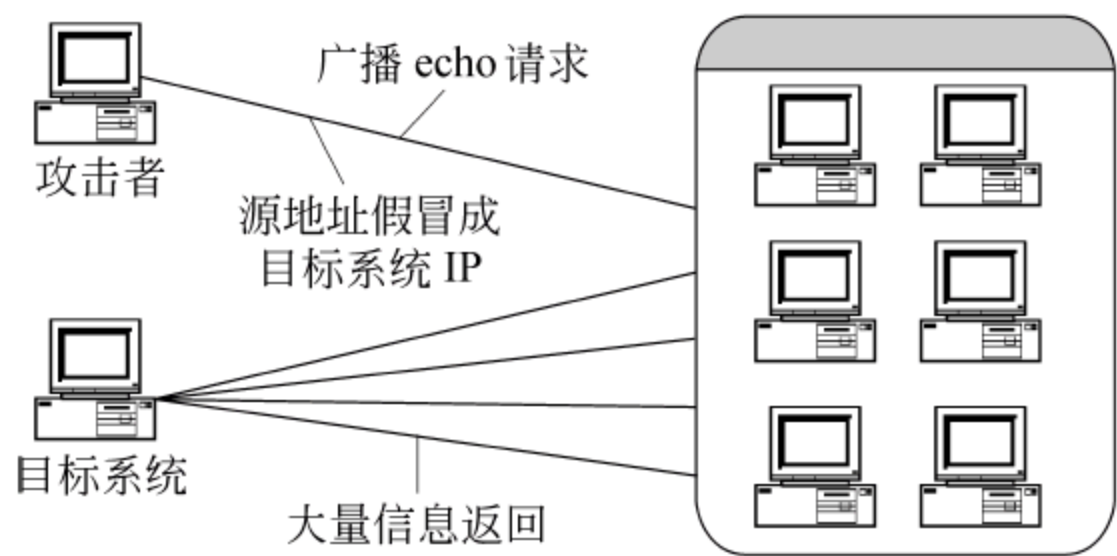 广播 echo 请求
攻击者
源地址假冒成
目标系统 IP
目标系统
大量信息返回